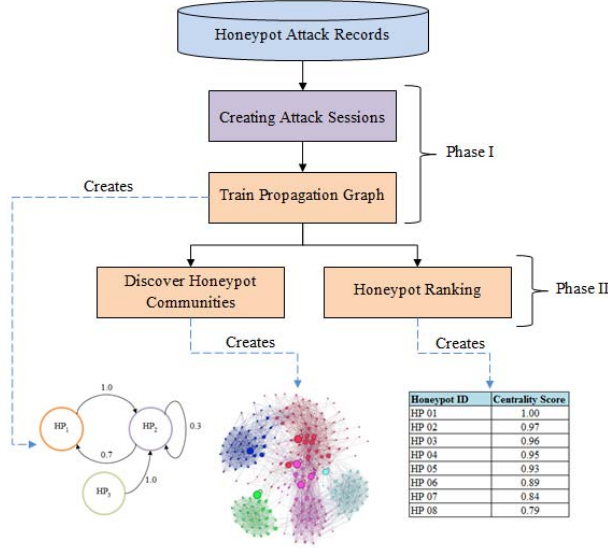 Honeypot Attack Records
Creating Attack Sessions
Phase I
Creates
Train Propagation Graph
Discover Honeypot
Communities
Honeypot Ranking
Phase II
Creates
Creates
1.0
HP1
HP2
0.3
0.7
HP3
1.0
Honeypot ID Centrality Score
HP 01 1.00
HP 02 0.97
HP 03 0.96
HP 04 0.95
HP 05 0.93
HP 06 0.89
HP 07 0.84
HP 08 0.79